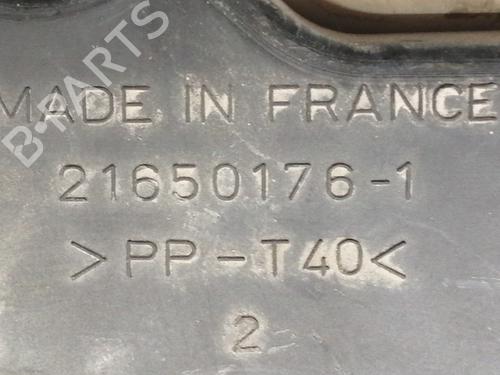 MADE IN FRANCE
21650176-1
>PP-T40<
2
B-PARTS